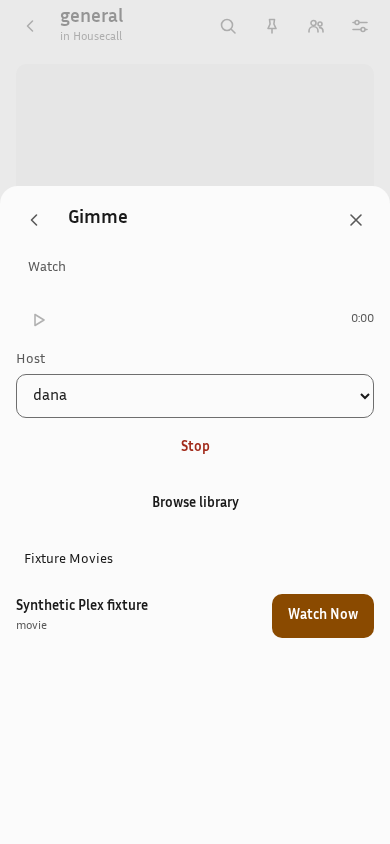 general
in Housecall
Gimme
Watch
0:00
Host
dana
Stop
Browse library
Fixture Movies
Synthetic Plex fixture
movie
Watch Now